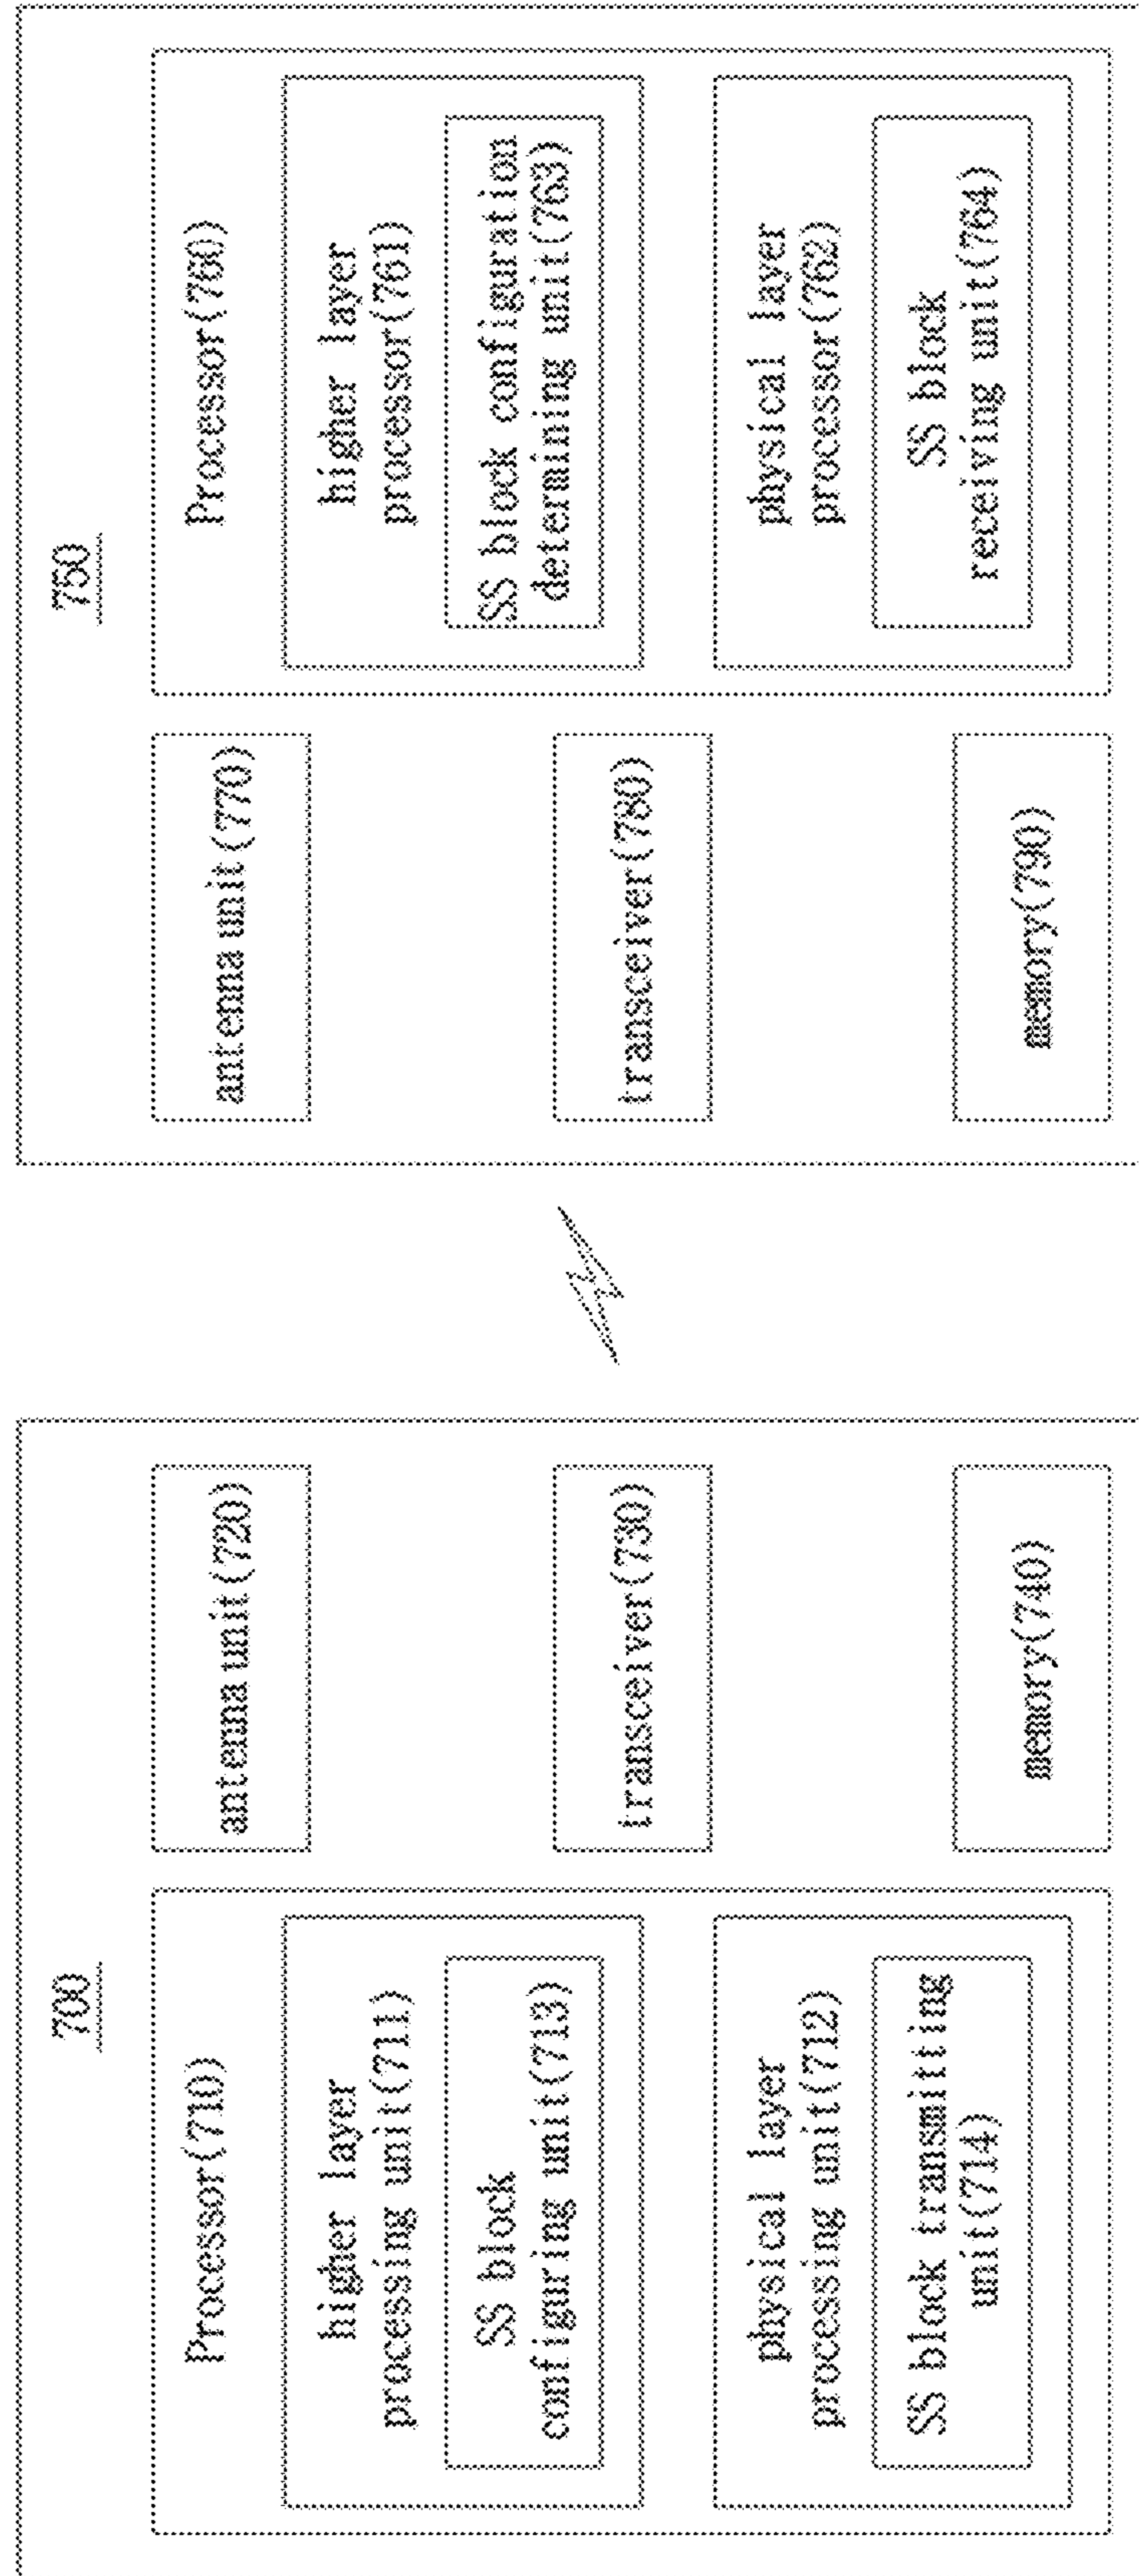 700
Processor(710)
higher layer
processing unit(711)
SS block
configuring unit(713)
physical layer
processing unit(712)
SS block transmitting
unit(714)
antenna unit(720)
transceiver(730)
memory(740)
750
antenna unit(770)
transceiver(780)
memory(790)
Processor(760)
higher layer
processor(761)
SS block configuration
determining unit(763)
physical layer
processor(762)
SS block
receiving unit(764)